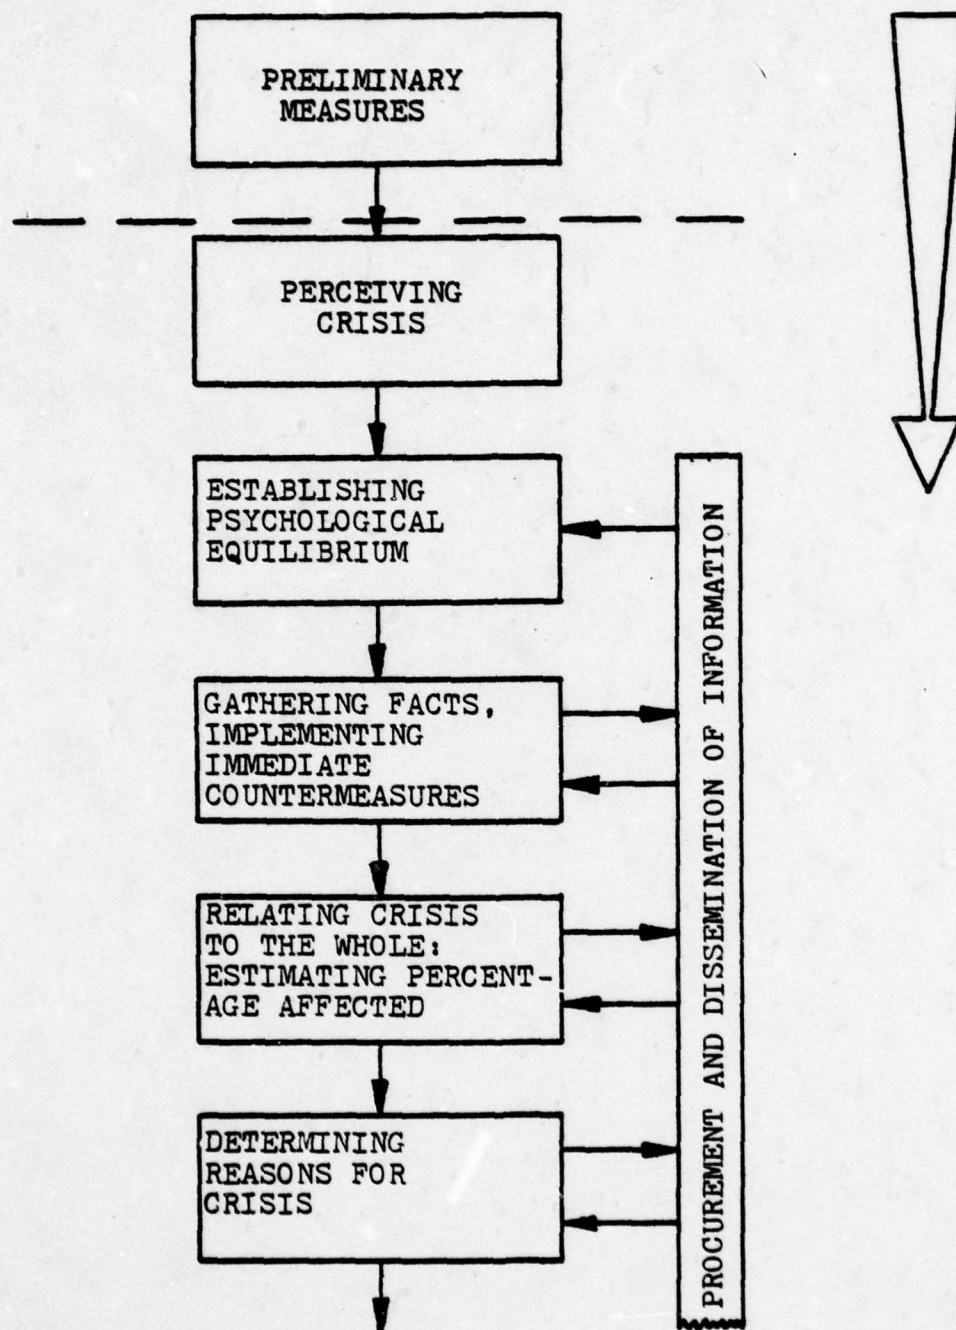 PRELIMINARY
MEASURES
PERCEIVING
CRISIS
ESTABLISHING
PSYCHOLOGICAL
EQUILIBRIUM
GATHERING FACTS,
IMPLEMENTING
IMMEDIATE
COUNTERMEASURES
RELATING CRISIS
TO THE WHOLE:
ESTIMATING PERCENT-
AGE AFFECTED
DETERMINING
REASONS FOR
CRISIS
PROCUREMENT AND DISSEMINATION OF INFORMATION